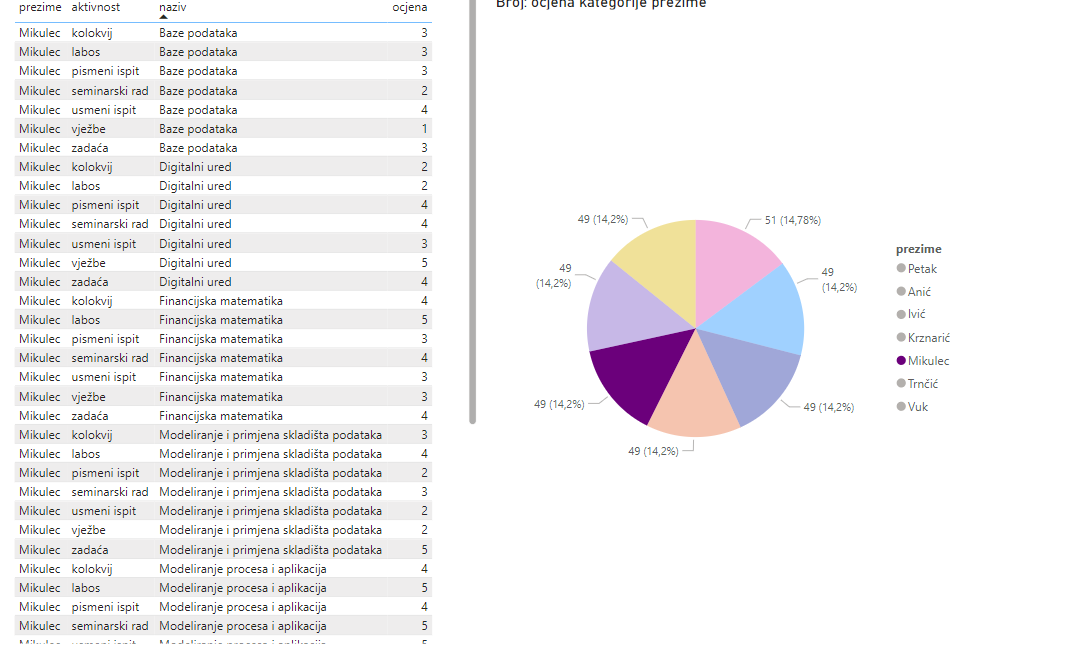 prezime aktivnost naziv ocjena
Mikulec kolokvij Baze podataka 3
Mikulec labos Baze podataka 3
Mikulec pismeni ispit Baze podataka 3
Mikulec seminarski rad Baze podataka 2
Mikulec usmeni ispit Baze podataka 4
Mikulec vježbe Baze podataka 1
Mikulec zadaća Baze podataka 3
Mikulec kolokvij Digitalni ured 2
Mikulec labos Digitalni ured 2
Mikulec pismeni ispit Digitalni ured 4
Mikulec seminarski rad Digitalni ured 4
Mikulec usmeni ispit Digitalni ured 3
Mikulec vježbe Digitalni ured 5
Mikulec zadaća Digitalni ured 4
Mikulec kolokvij Financijska matematika 4
Mikulec labos Financijska matematika 5
Mikulec pismeni ispit Financijska matematika 3
Mikulec seminarski rad Financijska matematika 4
Mikulec usmeni ispit Financijska matematika 3
Mikulec vježbe Financijska matematika 3
Mikulec zadaća Financijska matematika 4
Mikulec kolokvij Modeliranje i primjena skladišta podataka 3
Mikulec labos Modeliranje i primjena skladišta podataka 4
Mikulec pismeni ispit Modeliranje i primjena skladišta podataka 2
Mikulec seminarski rad Modeliranje i primjena skladišta podataka 3
Mikulec usmeni ispit Modeliranje i primjena skladišta podataka 2
Mikulec vježbe Modeliranje i primjena skladišta podataka 2
Mikulec zadaća Modeliranje i primjena skladišta podataka 5
Mikulec kolokvij Modeliranje procesa i aplikacija 4
Mikulec labos Modeliranje procesa i aplikacija 5
Mikulec pismeni ispit Modeliranje procesa i aplikacija 4
Mikulec seminarski rad Modeliranje procesa i aplikacija 5
Broj: ocjena kategorije prezime
49 (14,2%)
51 (14,78%)
49
(14,2%)
49
(14,2%)
49 (14,2%)
49 (14,2%)
49 (14,2%)
prezime
Petak
Anić
Ivić
Krznarić
Mikulec
Trnčić
Vuk